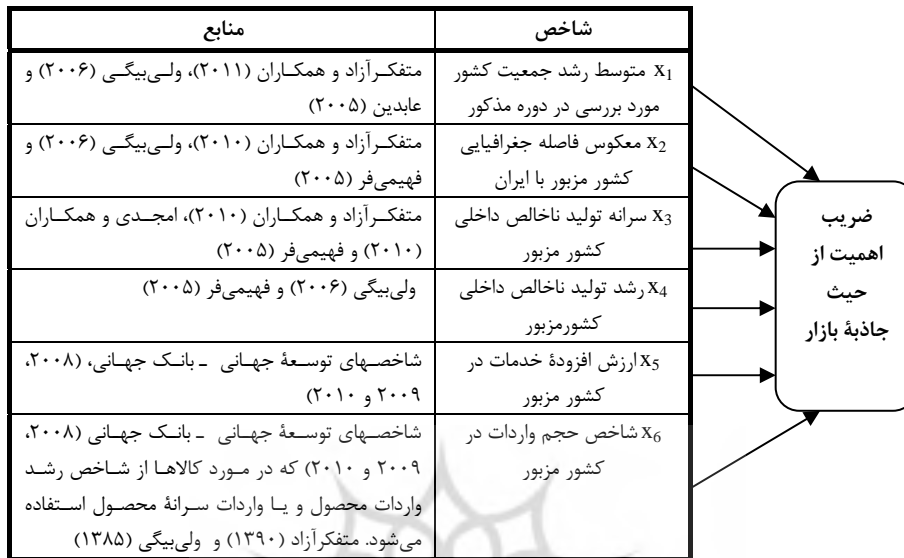 شاخص
منابع
x1 متوسط رشد جمعیت کشور
مورد بررسی در دوره مذکور
متفکرآزاد و همکاران (۲۰۱۱)، ولی‌بیگی (۲۰۰۶) و
عابدین (۲۰۰۵)
x2 معکوس فاصله جغرافیایی
کشور مزبور با ایران
متفکرآزاد و همکاران (۲۰۱۰)، ولی‌بیگی (۲۰۰۶) و
فهیمی‌فر (۲۰۰۵)
x3 سرانه تولید ناخالص داخلی
کشور مزبور
متفکرآزاد و همکاران (۲۰۱۰)، امجدی و همکاران
(۲۰۱۰) و فهیمی‌فر (۲۰۰۵)
x4 رشد تولید ناخالص داخلی
کشورمزبور
ولی‌بیگی (۲۰۰۶) و فهیمی‌فر (۲۰۰۵)
x5 ارزش افزودهٔ خدمات در
کشور مزبور
شاخصهای توسعهٔ جهانی ـ بانک جهانی، (۲۰۰۸،
۲۰۰۹ و ۲۰۱۰)
x6 شاخص حجم واردات در
کشور مزبور
شاخصهای توسعهٔ جهانی ـ بانک جهانی (۲۰۰۸،
۲۰۰۹ و ۲۰۱۰) که در مورد کالاها از شاخص رشد
واردات محصول و یا واردات سرانهٔ محصول استفاده
می‌شود. متفکرآزاد (۱۳۹۰) و ولی‌بیگی (۱۳۸۵)
ضریب
اهمیت از
حیث
جاذبهٔ بازار